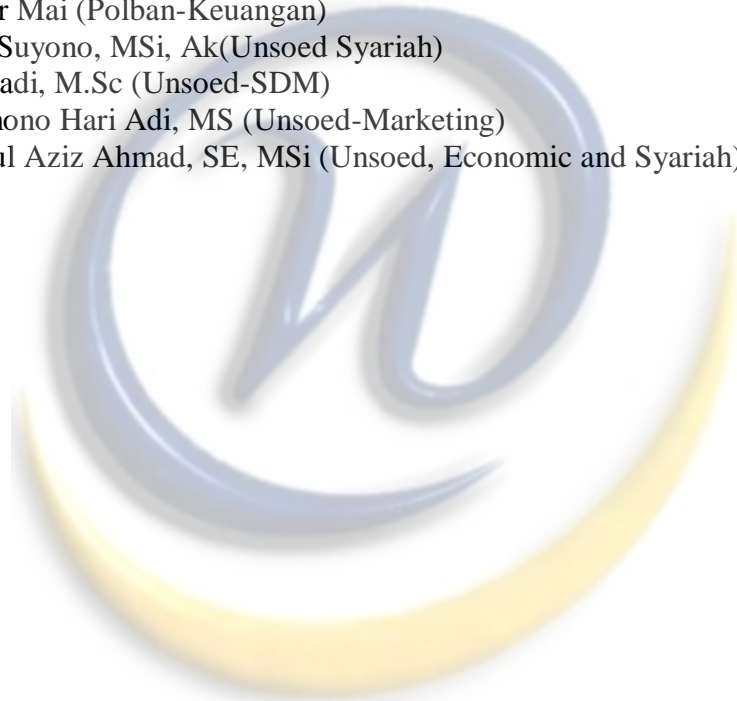 r Mai (Polban-Keuangan)
Suyono, MSi, Ak(Unsoed Syariah)
adi, M.Sc (Unsoed-SDM)
nono Hari Adi, MS (Unsoed-Marketing)
ul Aziz Ahmad, SE, MSi (Unsoed, Economic and Syariah)